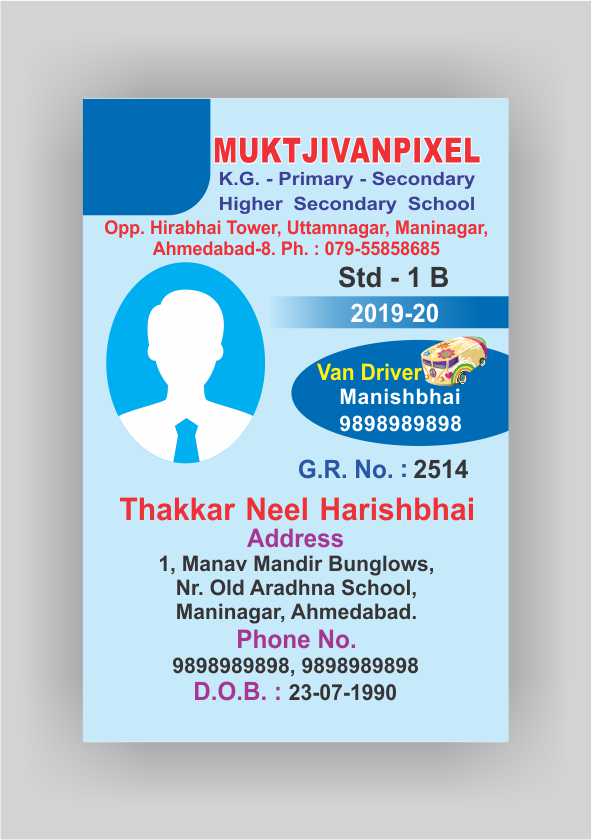 MUKTJIVANPIXEL
K.G. - Primary - Secondary
Higher Secondary School
Opp. Hirabhai Tower, Uttamnagar, Maninagar,
Ahmedabad-8. Ph. : 079-55858685
Std - 1 B
2019-20
Van Driver
Manishbhai
9898989898
G.R. No. : 2514
Thakkar Neel Harishbhai
Address
1, Manav Mandir Bunglows,
Nr. Old Aradhna School,
Maninagar, Ahmedabad.
Phone No.
9898989898, 9898989898
D.O.B. : 23-07-1990